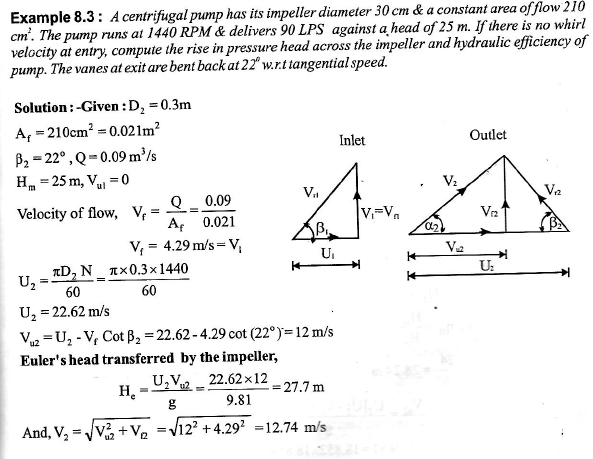 Example 8.3 : A centrifugal pump has its impeller diameter 30 cm & a constant area of flow 210
cm². The pump runs at 1440 RPM & delivers 90 LPS against a head of 25 m. If there is no whirl
velocity at entry, compute the rise in pressure head across the impeller and hydraulic efficiency of
pump. The vanes at exit are bent back at 22° w.r.t tangential speed.
Solution :-Given : D₂ = 0.3m
A_f = 210cm² = 0.021m²
β₂ = 22° , Q = 0.09 m³/s
H_m = 25 m, V_u1 = 0
Velocity of flow, V_f = Q / A_f = 0.09 / 0.021
V_f = 4.29 m/s = V₁
U₂ = πD₂ N / 60 = π×0.3×1440 / 60
U₂ = 22.62 m/s
V_u2 = U₂ - V_f Cot β₂ = 22.62 - 4.29 cot (22°) = 12 m/s
Euler's head transferred by the impeller,
H_e = U₂V_u2 / g = 22.62×12 / 9.81 = 27.7 m
And, V₂ = √(V²_u2 + V_f2) = √(12² + 4.29²) = 12.74 m/s
Inlet
V_r1
V₁=V_f1
β₁
U₁
Outlet
V₂
V_r2
V_f2
α₂
β₂
V_u2
U₂